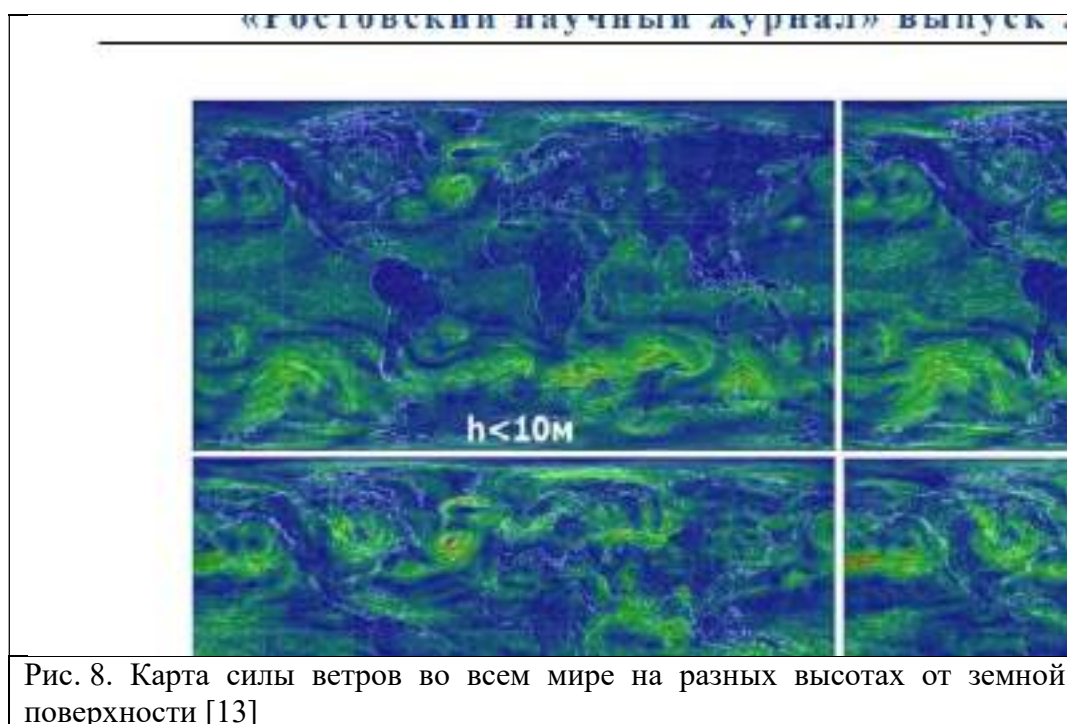 «Ростовский научный журнал» выпуск
h<10м
Рис. 8. Карта силы ветров во всем мире на разных высотах от земной
поверхности [13]